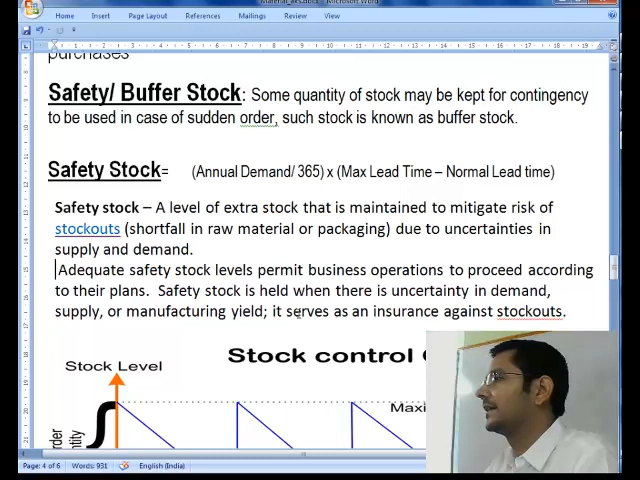 Material_aks.docx - Microsoft Word
Home Insert Page Layout References Mailings Review View
purchases
Safety/ Buffer Stock: Some quantity of stock may be kept for contingency
to be used in case of sudden order, such stock is known as buffer stock.
Safety Stock= (Annual Demand/ 365) x (Max Lead Time – Normal Lead time)
Safety stock – A level of extra stock that is maintained to mitigate risk of
stockouts (shortfall in raw material or packaging) due to uncertainties in
supply and demand.
Adequate safety stock levels permit business operations to proceed according
to their plans. Safety stock is held when there is uncertainty in demand,
supply, or manufacturing yield; it serves as an insurance against stockouts.
Stock control
Stock Level
Maxi
Page: 4 of 6 Words: 931 English (India)